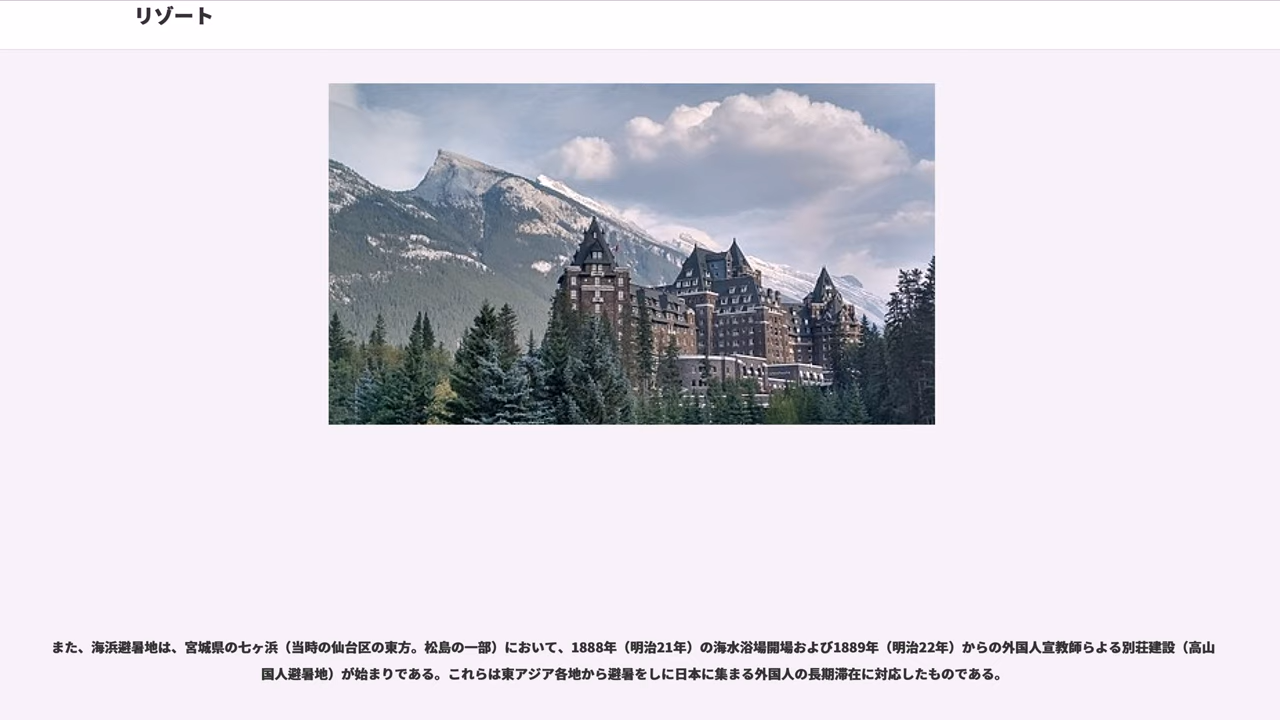 リゾート
また、海浜避暑地は、宮城県の七ヶ浜（当時の仙台区の東方。松島の一部）において、1888年（明治21年）の海水浴場開場および1889年（明治22年）からの外国人宣教師らよる別荘建設（高山
国人避暑地）が始まりである。これらは東アジア各地から避暑をしに日本に集まる外国人の長期滞在に対応したものである。